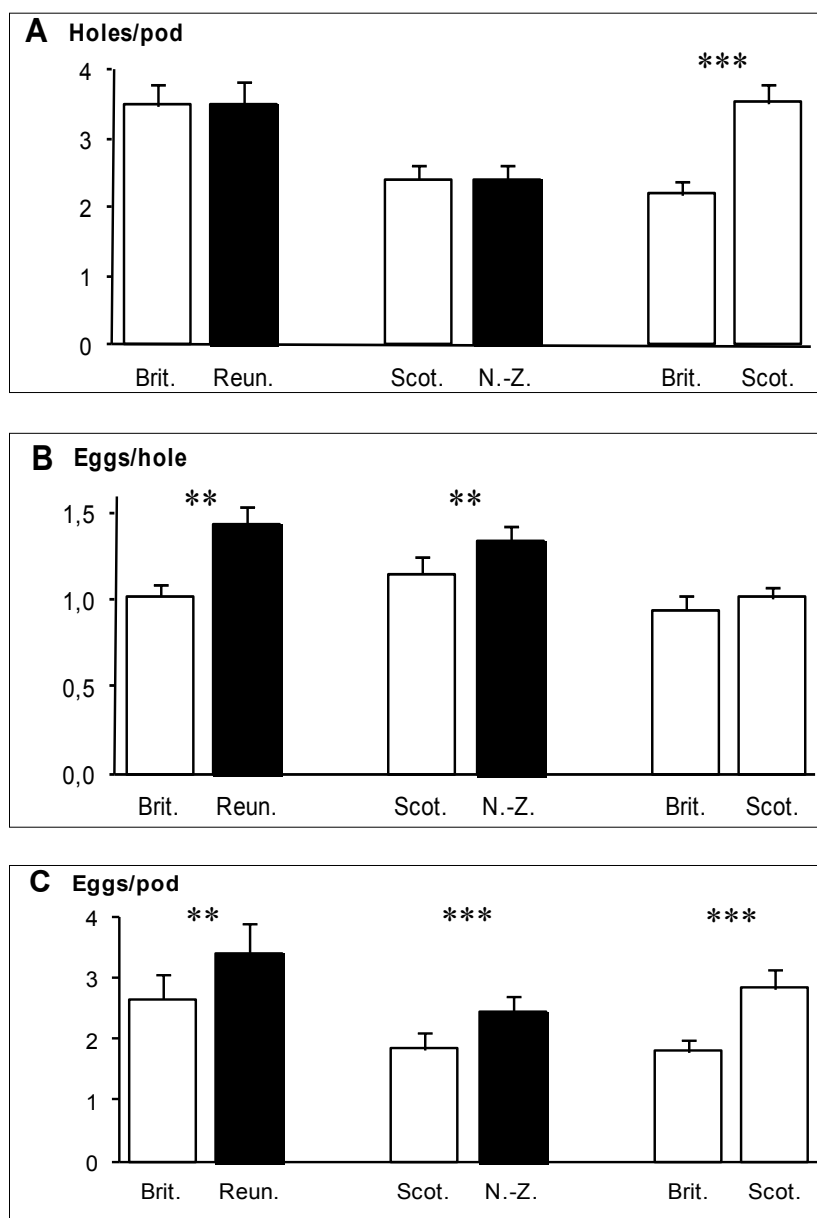 A Holes/pod
***
4
3
2
1
0
Brit. Reun. Scot. N.-Z. Brit. Scot.
B Eggs/hole
** **
1,5
1,0
0,5
0,0
Brit. Reun. Scot. N.-Z. Brit. Scot.
C Eggs/pod
** *** ***
4
3
2
1
0
Brit. Reun. Scot. N.-Z. Brit. Scot.